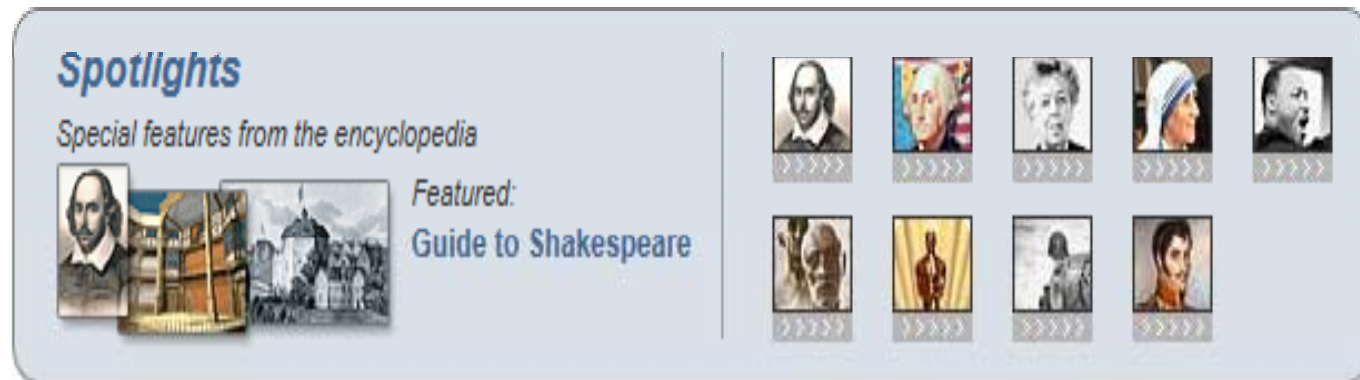 Spotlights
Special features from the encyclopedia
Featured:
Guide to Shakespeare